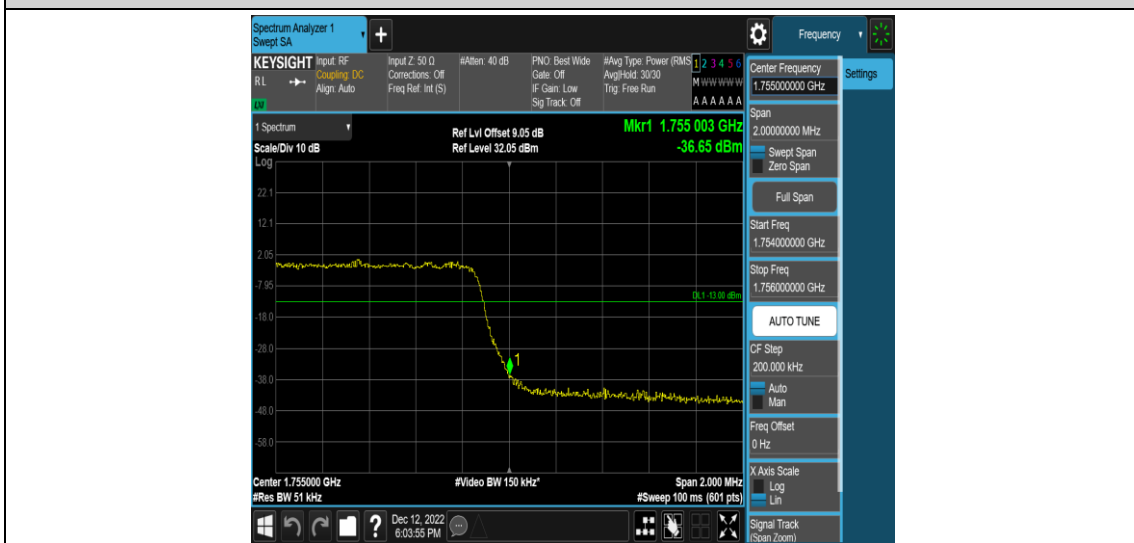 Spectrum Analyzer 1
Swept SA
+
Frequency
KEYSIGHT
RL
LV
Input: RF
Coupling: DC
Align: Auto
Input Z: 50 Ω
Corrections: Off
Freq Ref: Int (S)
#Atten: 40 dB
PNO: Best Wide
Gate: Off
IF Gain: Low
Sig Track: Off
#Avg Type: Power (RMS
Avg|Hold: 30/30
Trig: Free Run
1 2 3 4 5 6
M W W W W W
A A A A A A
1 Spectrum
Scale/Div 10 dB
Ref Lvl Offset 9.05 dB
Ref Level 32.05 dBm
Mkr1 1.755 003 GHz
-36.65 dBm
Log
22.1
12.1
2.05
-7.95
-18.0
-28.0
-38.0
-48.0
-58.0
DL1 -13.00 dBm
1
Center 1.755000 GHz
#Res BW 51 kHz
#Video BW 150 kHz*
Span 2.000 MHz
#Sweep 100 ms (601 pts)
?
Dec 12, 2022
6:03:55 PM
Center Frequency
1.755000000 GHz
Settings
Span
2.00000000 MHz
Swept Span
Zero Span
Full Span
Start Freq
1.754000000 GHz
Stop Freq
1.756000000 GHz
AUTO TUNE
CF Step
200.000 kHz
Auto
Man
Freq Offset
0 Hz
X Axis Scale
Log
Lin
Signal Track
(Span Zoom)